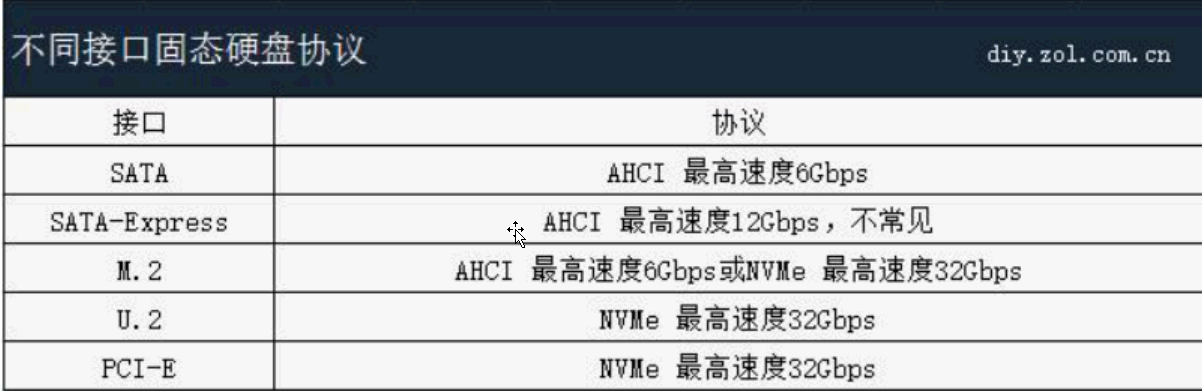 不同接口固态硬盘协议 diy.zol.com.cn
接口 协议
SATA AHCI 最高速度6Gbps
SATA-Express AHCI 最高速度12Gbps，不常见
M.2 AHCI 最高速度6Gbps或NVMe 最高速度32Gbps
U.2 NVMe 最高速度32Gbps
PCI-E NVMe 最高速度32Gbps